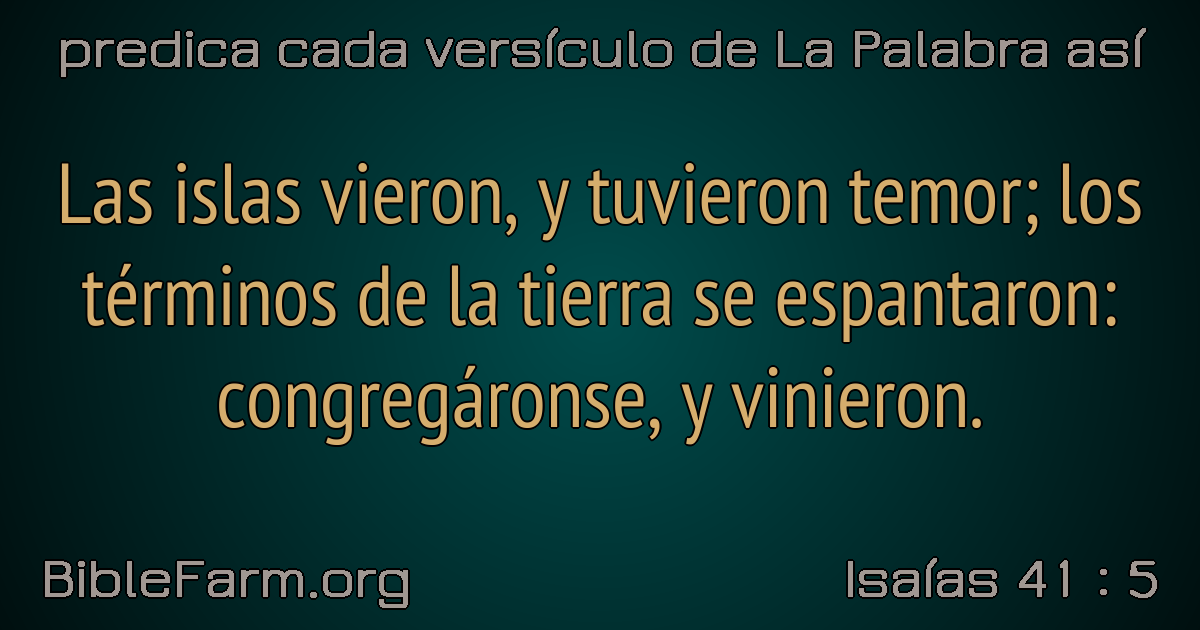 predica cada versículo de La Palabra así
Las islas vieron, y tuvieron temor; los
términos de la tierra se espantaron:
congregáronse, y vinieron.
BibleFarm.org
Isaías 41 : 5